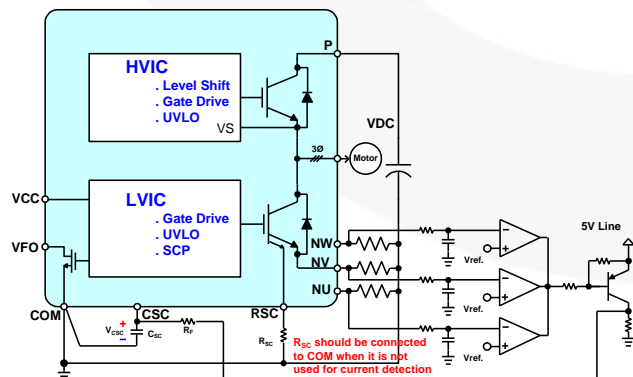 P
HVIC
. Level Shift
. Gate Drive
. UVLO
VS
VDC
3Ø
Motor
VCC
LVIC
. Gate Drive
. UVLO
. SCP
VFO
NW
NV
NU
5V Line
Vref.
Vref.
Vref.
COM
CSC
RSC
+
VCSC
–
CSC
RF
RSC
RSC should be connected
to COM when it is not
used for current detection
−
+
−
+
−
+